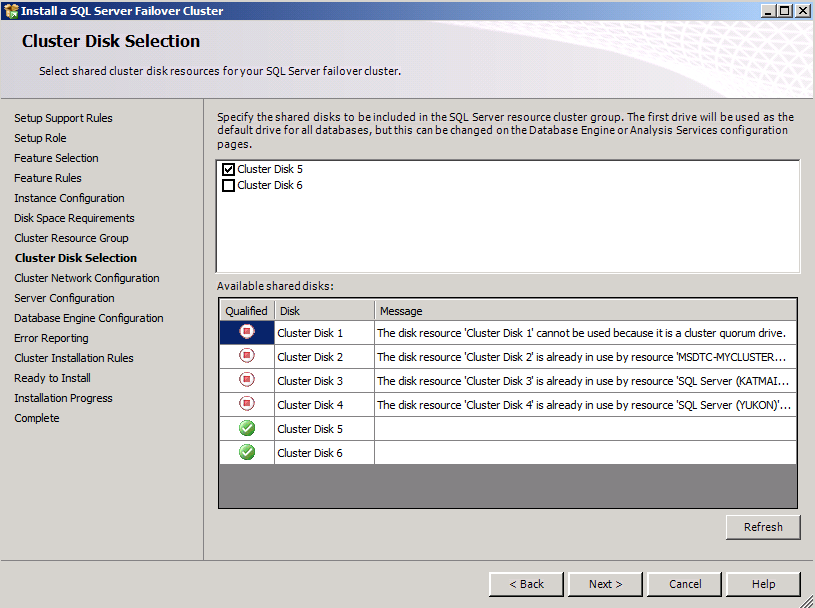 Install a SQL Server Failover Cluster
Cluster Disk Selection
Select shared cluster disk resources for your SQL Server failover cluster.
Setup Support Rules
Setup Role
Feature Selection
Feature Rules
Instance Configuration
Disk Space Requirements
Cluster Resource Group
Cluster Disk Selection
Cluster Network Configuration
Server Configuration
Database Engine Configuration
Error Reporting
Cluster Installation Rules
Ready to Install
Installation Progress
Complete
Specify the shared disks to be included in the SQL Server resource cluster group. The first drive will be used as the
default drive for all databases, but this can be changed on the Database Engine or Analysis Services configuration
pages.
Cluster Disk 5
Cluster Disk 6
Available shared disks:
Qualified Disk Message
Cluster Disk 1 The disk resource 'Cluster Disk 1' cannot be used because it is a cluster quorum drive.
Cluster Disk 2 The disk resource 'Cluster Disk 2' is already in use by resource 'MSDTC-MYCLUSTER...
Cluster Disk 3 The disk resource 'Cluster Disk 3' is already in use by resource 'SQL Server (KATMAI...
Cluster Disk 4 The disk resource 'Cluster Disk 4' is already in use by resource 'SQL Server (YUKON)'...
Cluster Disk 5
Cluster Disk 6
Refresh
< Back Next > Cancel Help